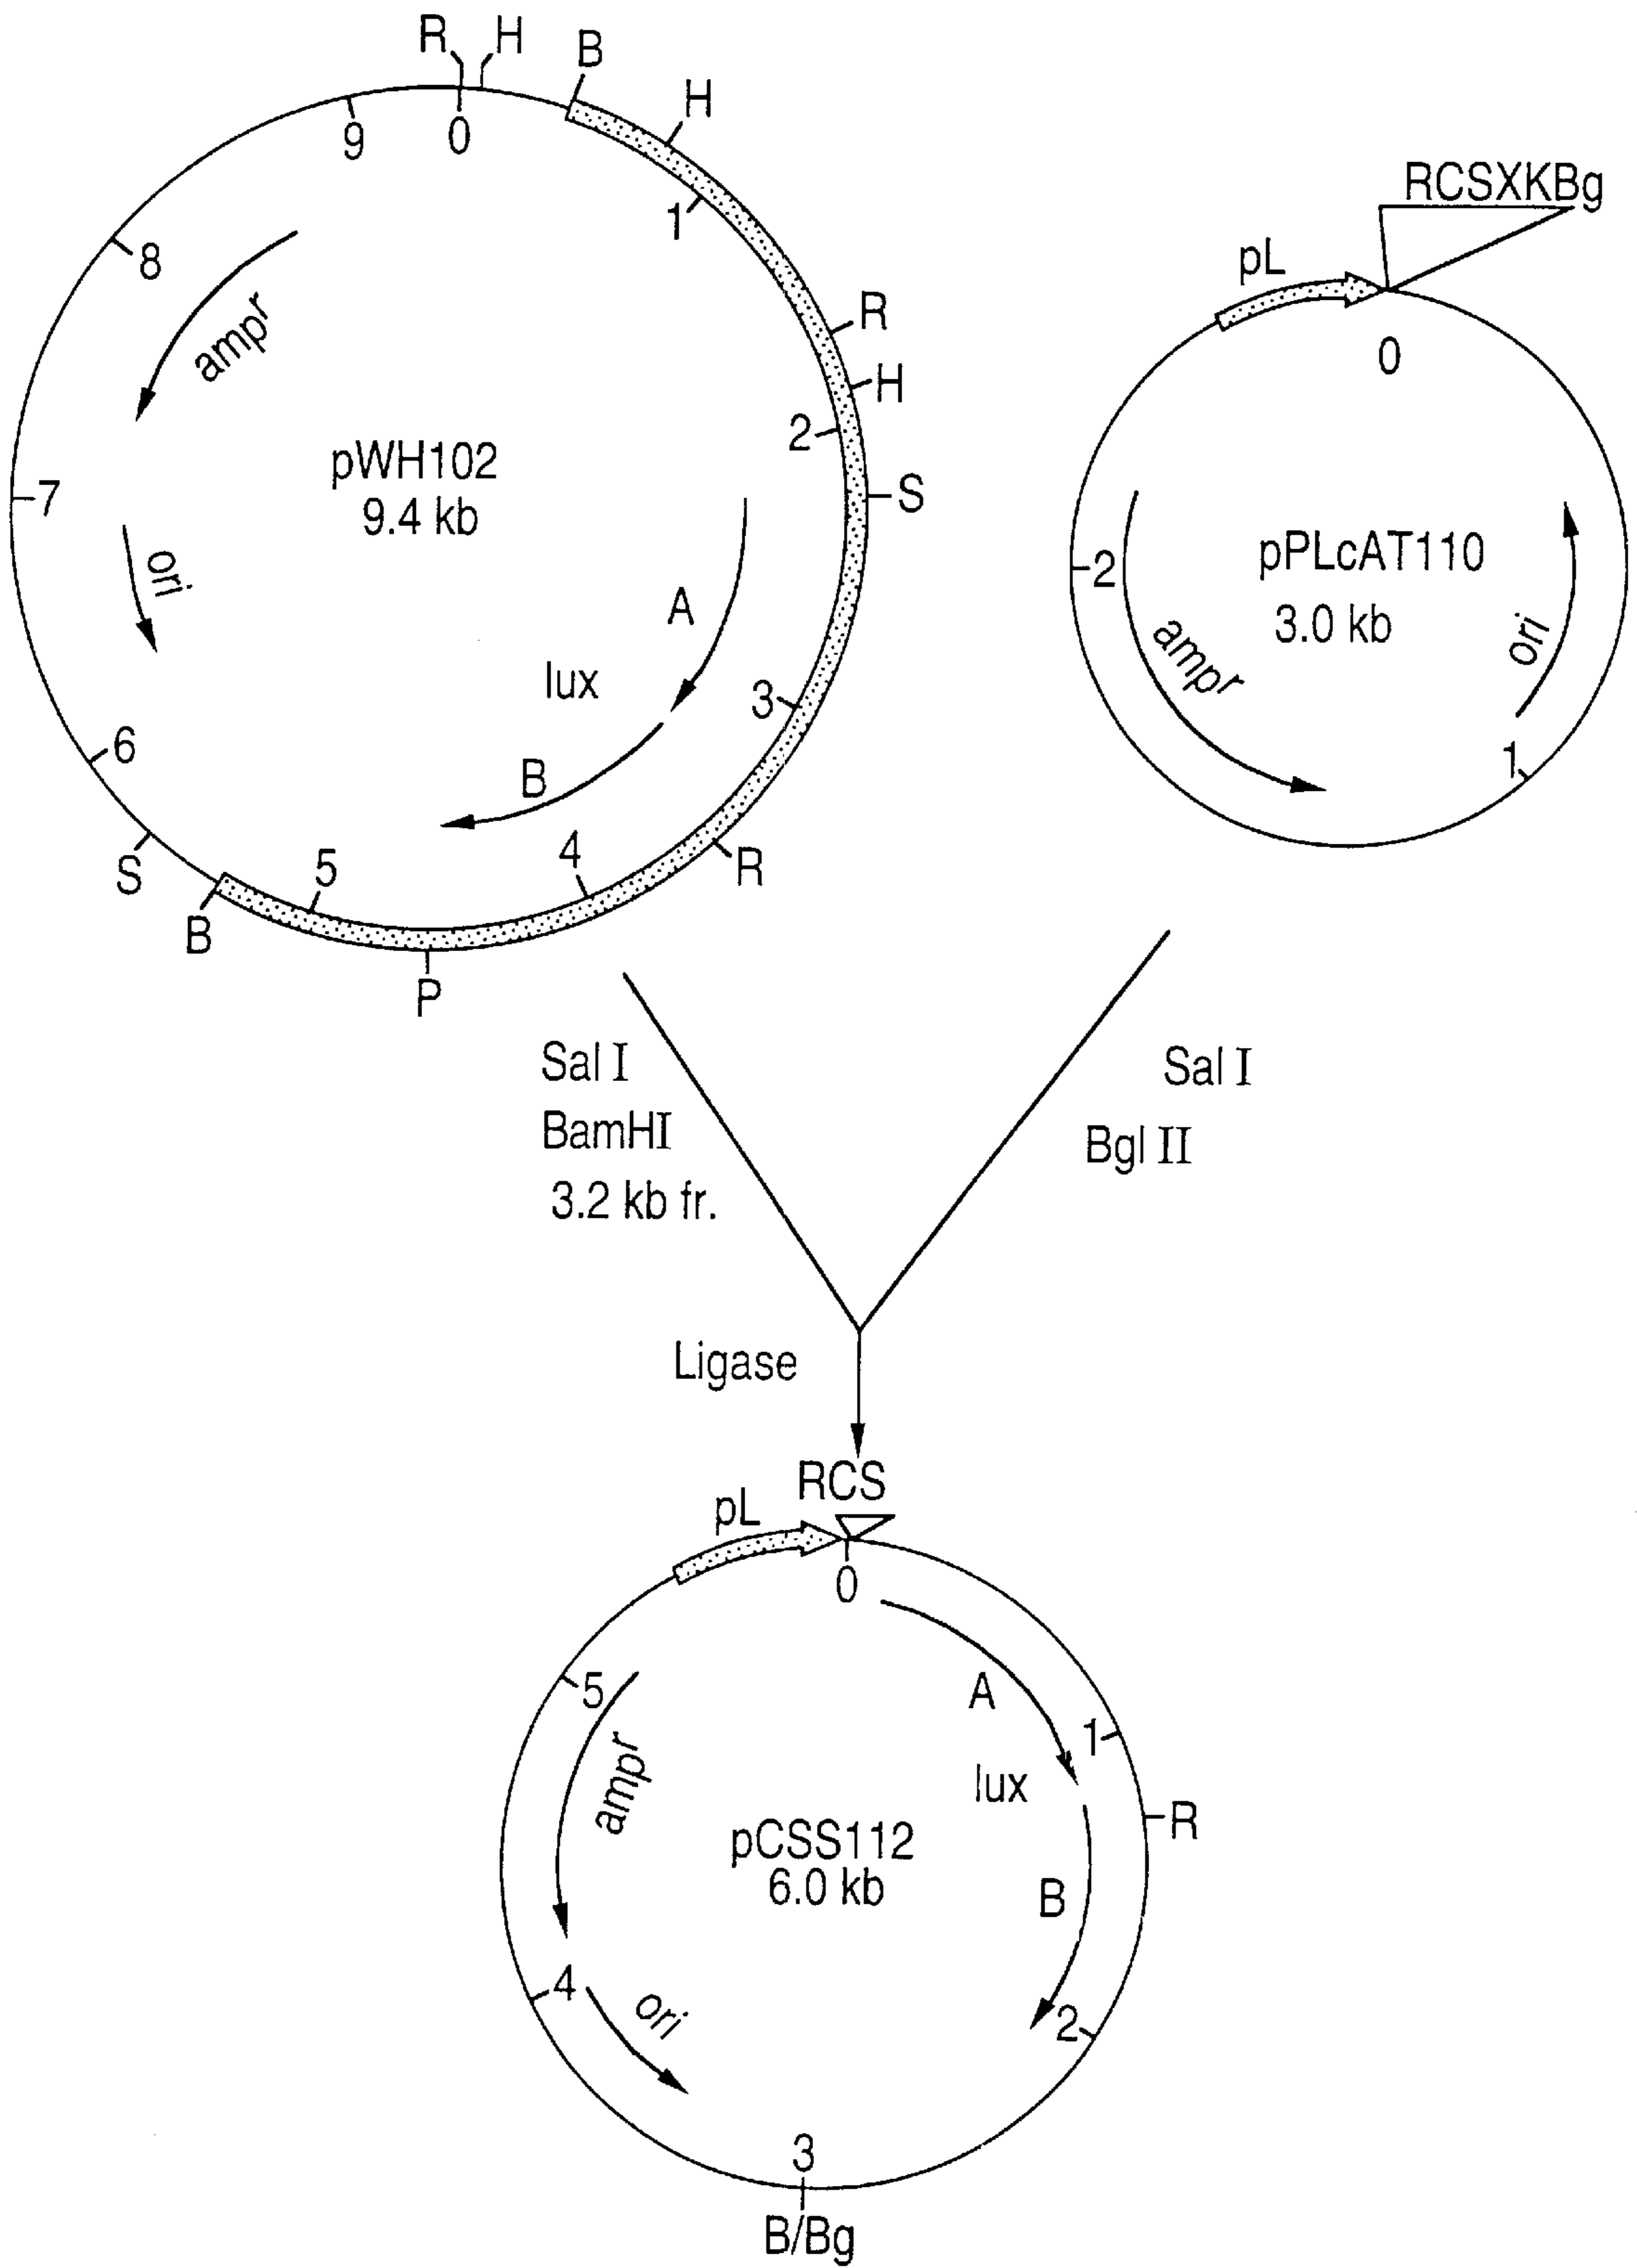 R H
B
H
9
0
1
8
R
H
2
ampr
pWH102
9.4 kb
7
S
ori
A
lux
3
6
B
4
5
S
R
B
P
RCSXKBg
pL
0
2
pPLcAT110
3.0 kb
ampr
ori
1
Sal I
BamHI
3.2 kb fr.
Sal I
Bgl II
Ligase
RCS
pL
0
5
A
1
ampr
lux
R
pCSS112
6.0 kb
B
4
ori
2
3
B/Bg